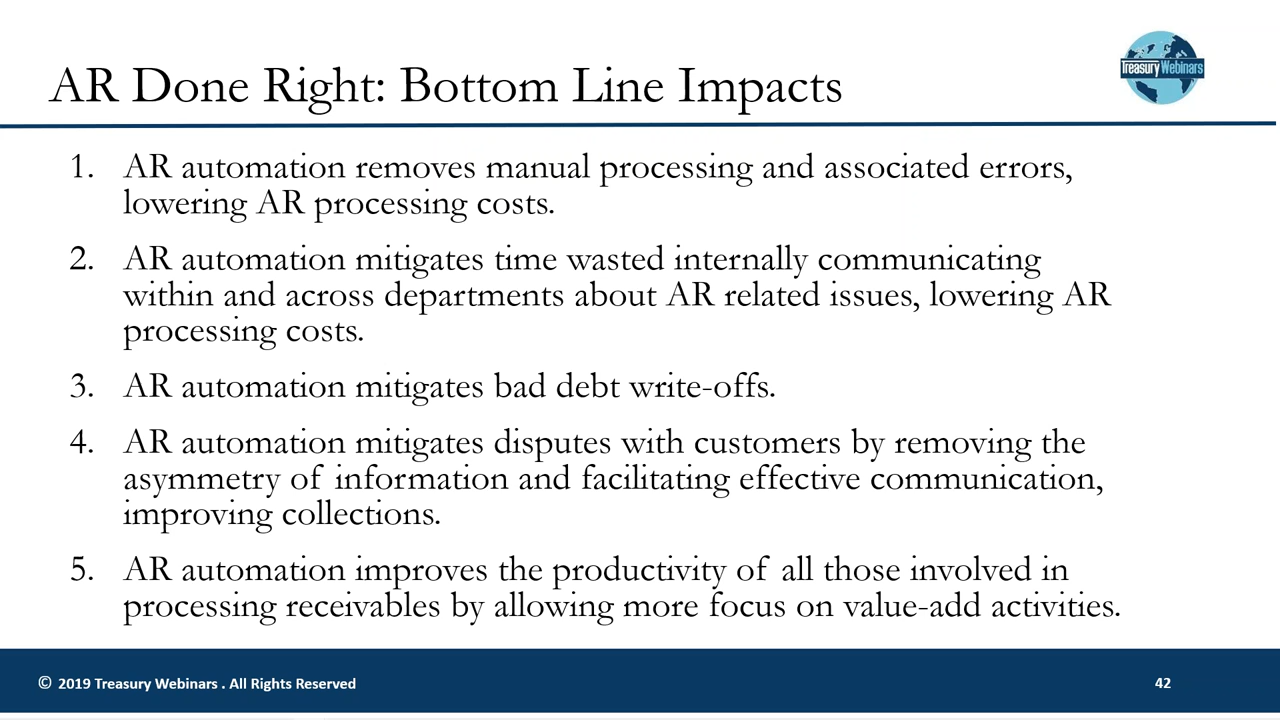 AR Done Right: Bottom Line Impacts
Treasury Webinars
1. AR automation removes manual processing and associated errors,
lowering AR processing costs.
2. AR automation mitigates time wasted internally communicating
within and across departments about AR related issues, lowering AR
processing costs.
3. AR automation mitigates bad debt write-offs.
4. AR automation mitigates disputes with customers by removing the
asymmetry of information and facilitating effective communication,
improving collections.
5. AR automation improves the productivity of all those involved in
processing receivables by allowing more focus on value-add activities.
© 2019 Treasury Webinars . All Rights Reserved
42